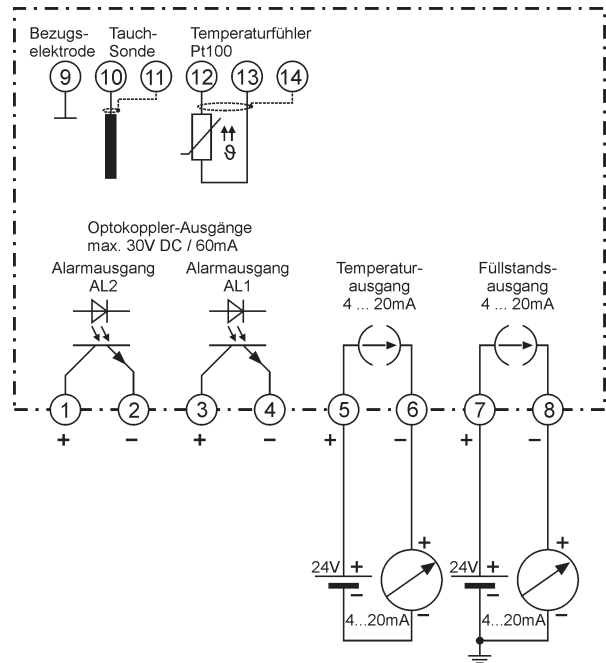 Bezugs-
elektrode
Tauch-
Sonde
Temperaturfühler
Pt100
9 10 11 12 13 14
ϑ
Optokoppler-Ausgänge
max. 30V DC / 60mA
Alarmausgang
AL2
Alarmausgang
AL1
Temperatur-
ausgang
4 ... 20mA
Füllstands-
ausgang
4 ... 20mA
1 2 3 4 5 6 7 8
+ – + – + – + –
24V + –
+ –
4...20mA
24V + –
+ –
4...20mA